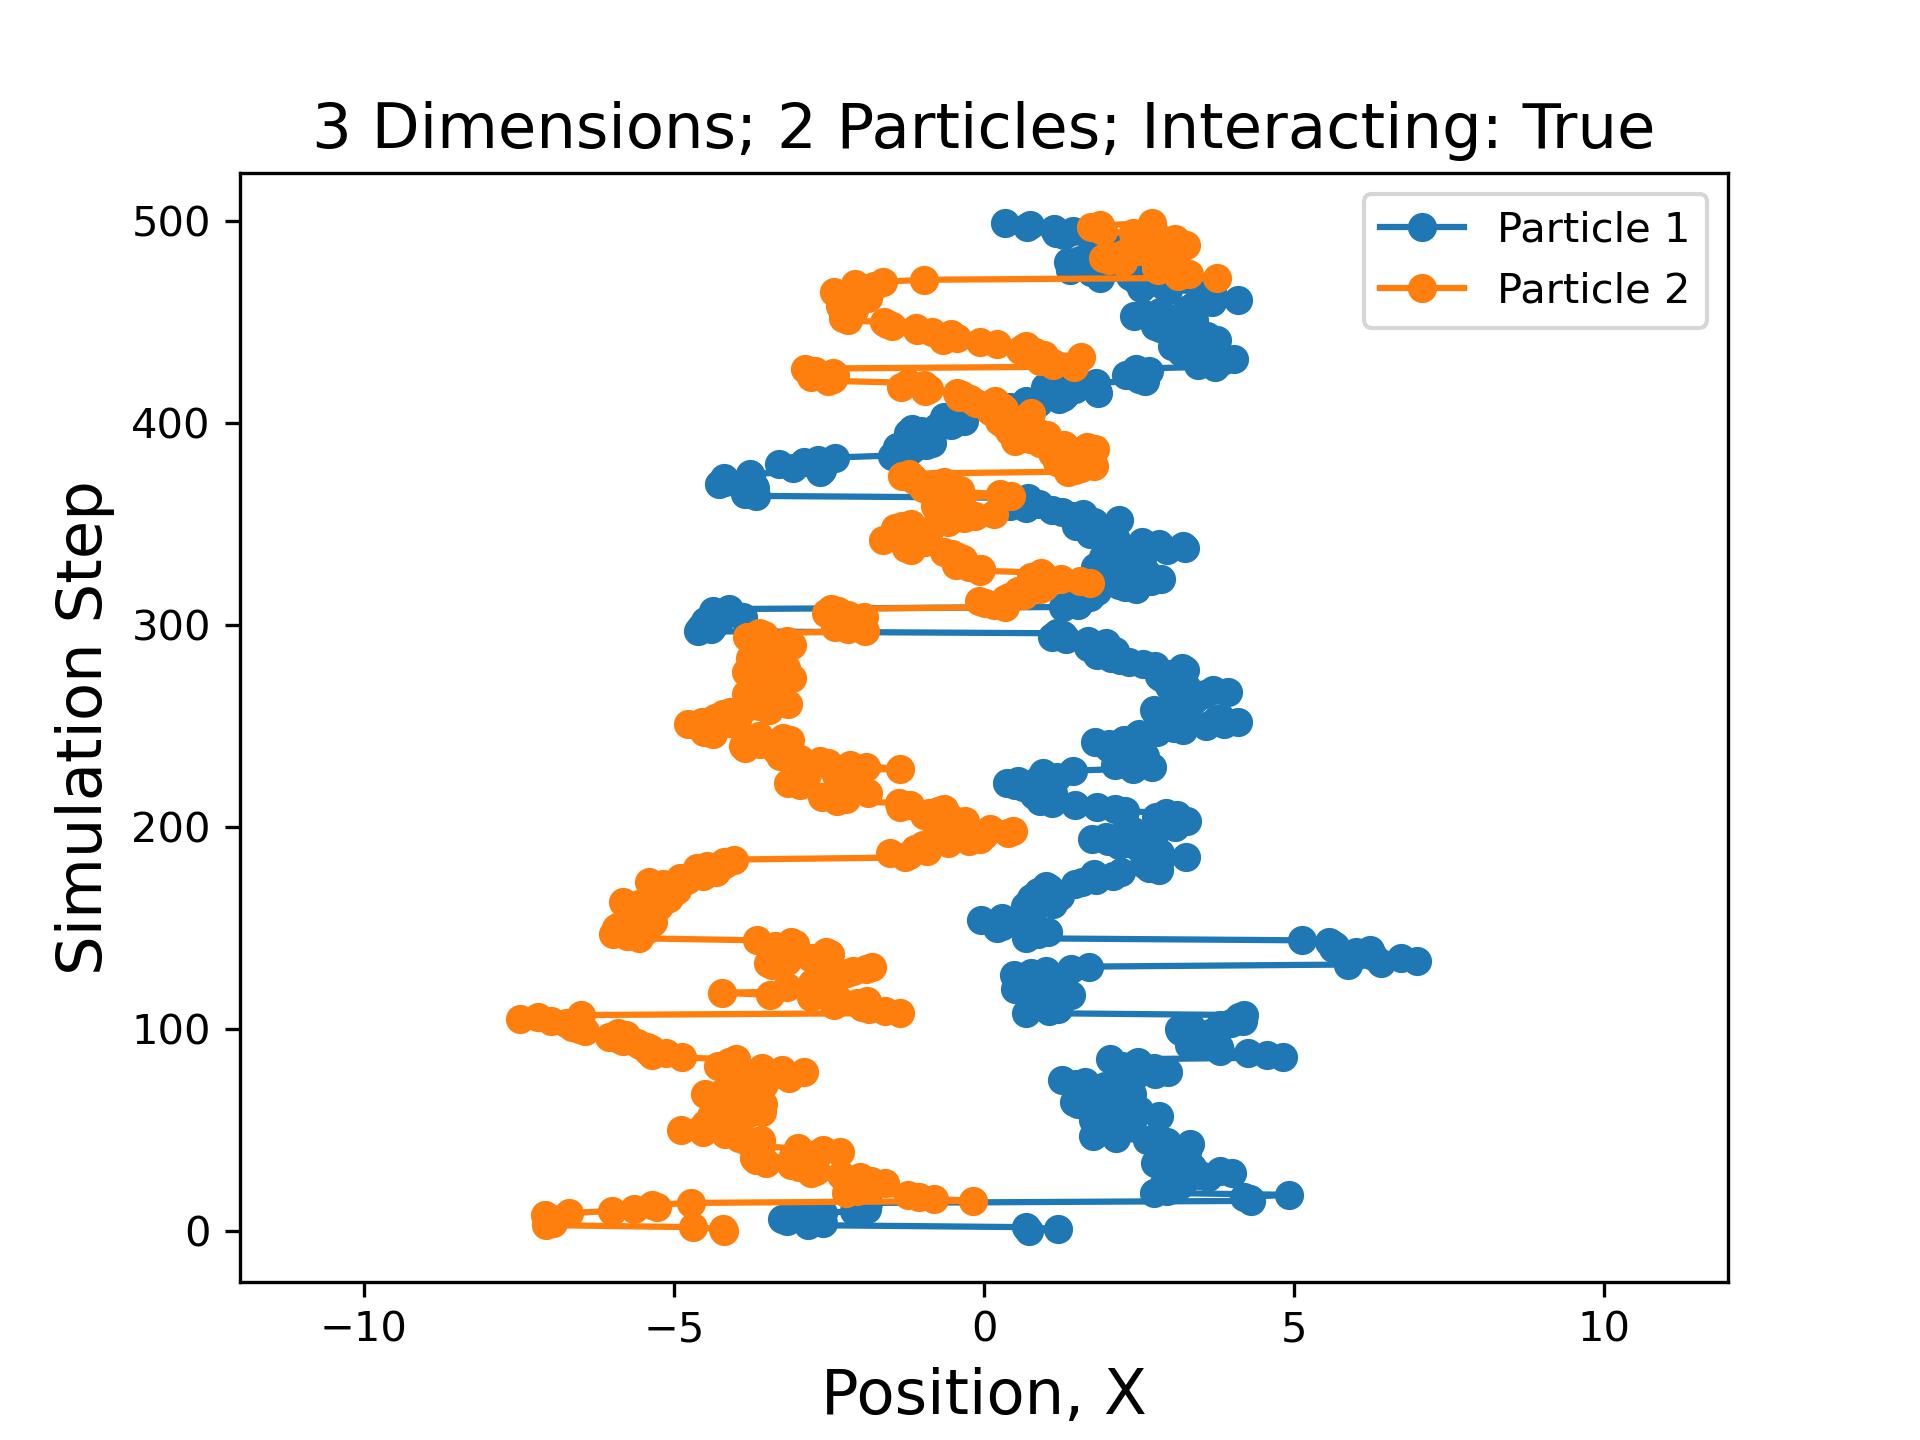 3 Dimensions; 2 Particles; Interacting: True
Particle 1
Particle 2
Simulation Step
500
400
300
200
100
0
−10
−5
0
5
10
Position, X